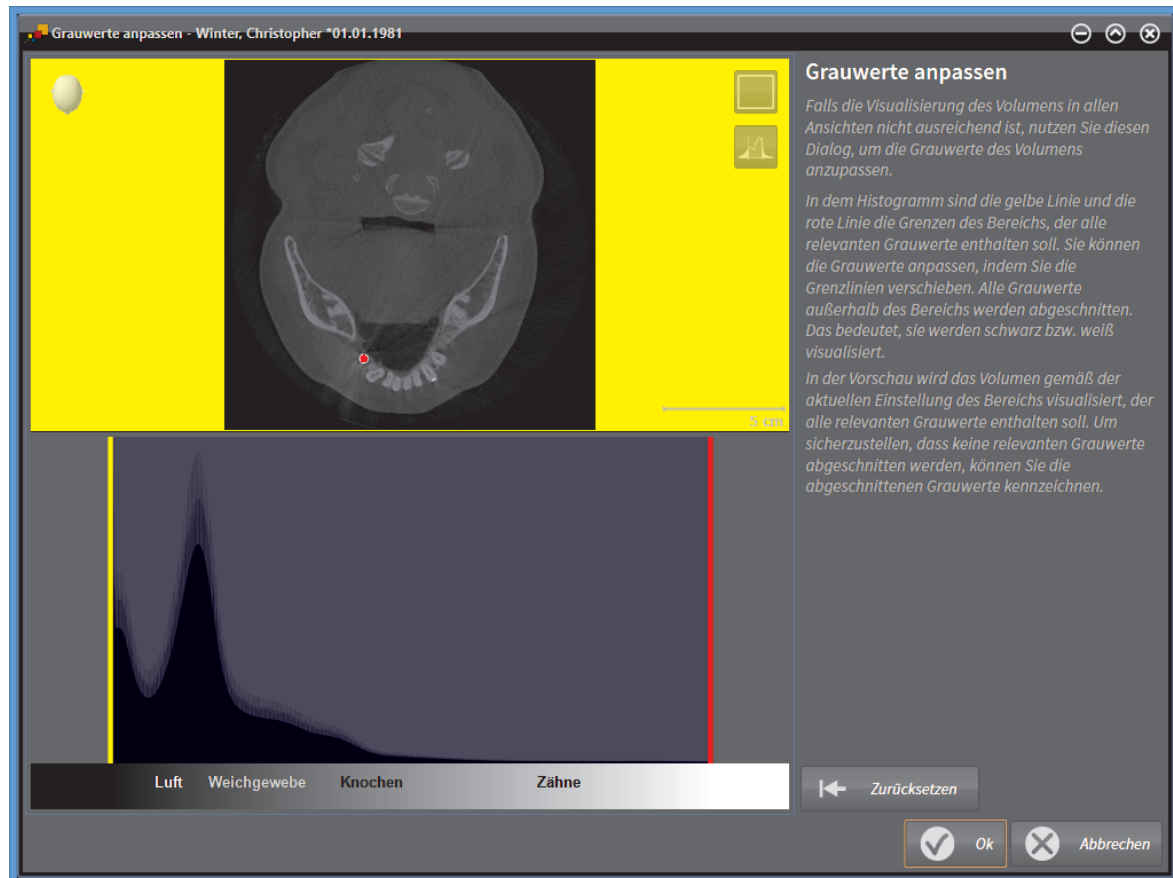 Grauwerte anpassen - Winter, Christopher *01.01.1981
5 cm
Luft Weichgewebe Knochen Zähne
Grauwerte anpassen
Falls die Visualisierung des Volumens in allen
Ansichten nicht ausreichend ist, nutzen Sie diesen
Dialog, um die Grauwerte des Volumens
anzupassen.
In dem Histogramm sind die gelbe Linie und die
rote Linie die Grenzen des Bereichs, der alle
relevanten Grauwerte enthalten soll. Sie können
die Grauwerte anpassen, indem Sie die
Grenzlinien verschieben. Alle Grauwerte
außerhalb des Bereichs werden abgeschnitten.
Das bedeutet, sie werden schwarz bzw. weiß
visualisiert.
In der Vorschau wird das Volumen gemäß der
aktuellen Einstellung des Bereichs visualisiert, der
alle relevanten Grauwerte enthalten soll. Um
sicherzustellen, dass keine relevanten Grauwerte
abgeschnitten werden, können Sie die
abgeschnittenen Grauwerte kennzeichnen.
Zurücksetzen
Ok Abbrechen